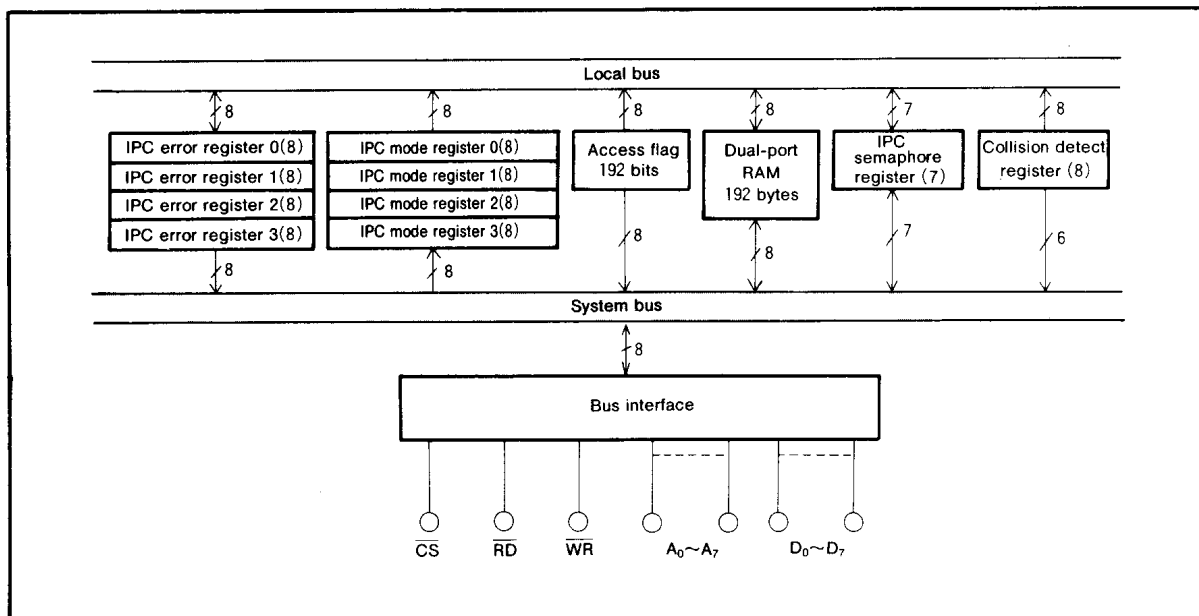 Local bus
8
8
8
8
7
8
IPC error register 0(8)
IPC error register 1(8)
IPC error register 2(8)
IPC error register 3(8)
IPC mode register 0(8)
IPC mode register 1(8)
IPC mode register 2(8)
IPC mode register 3(8)
Access flag
192 bits
Dual-port
RAM
192 bytes
IPC
semaphore
register (7)
Collision detect
register (8)
8
8
8
8
7
6
System bus
8
Bus interface
CS
RD
WR
A₀~A₇
D₀~D₇